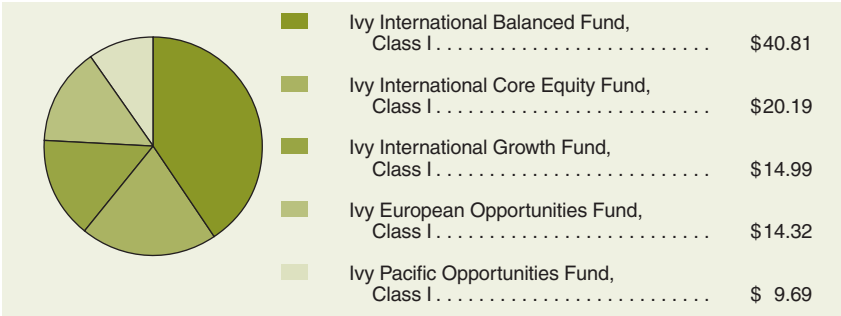 Ivy International Balanced Fund,
Class I . . . . . . . . . . . . . . . . . . . . . . . . . . $40.81
Ivy International Core Equity Fund,
Class I . . . . . . . . . . . . . . . . . . . . . . . . . . $20.19
Ivy International Growth Fund,
Class I . . . . . . . . . . . . . . . . . . . . . . . . . . $14.99
Ivy European Opportunities Fund,
Class I . . . . . . . . . . . . . . . . . . . . . . . . . . $14.32
Ivy Pacific Opportunities Fund,
Class I . . . . . . . . . . . . . . . . . . . . . . . . . . $ 9.69